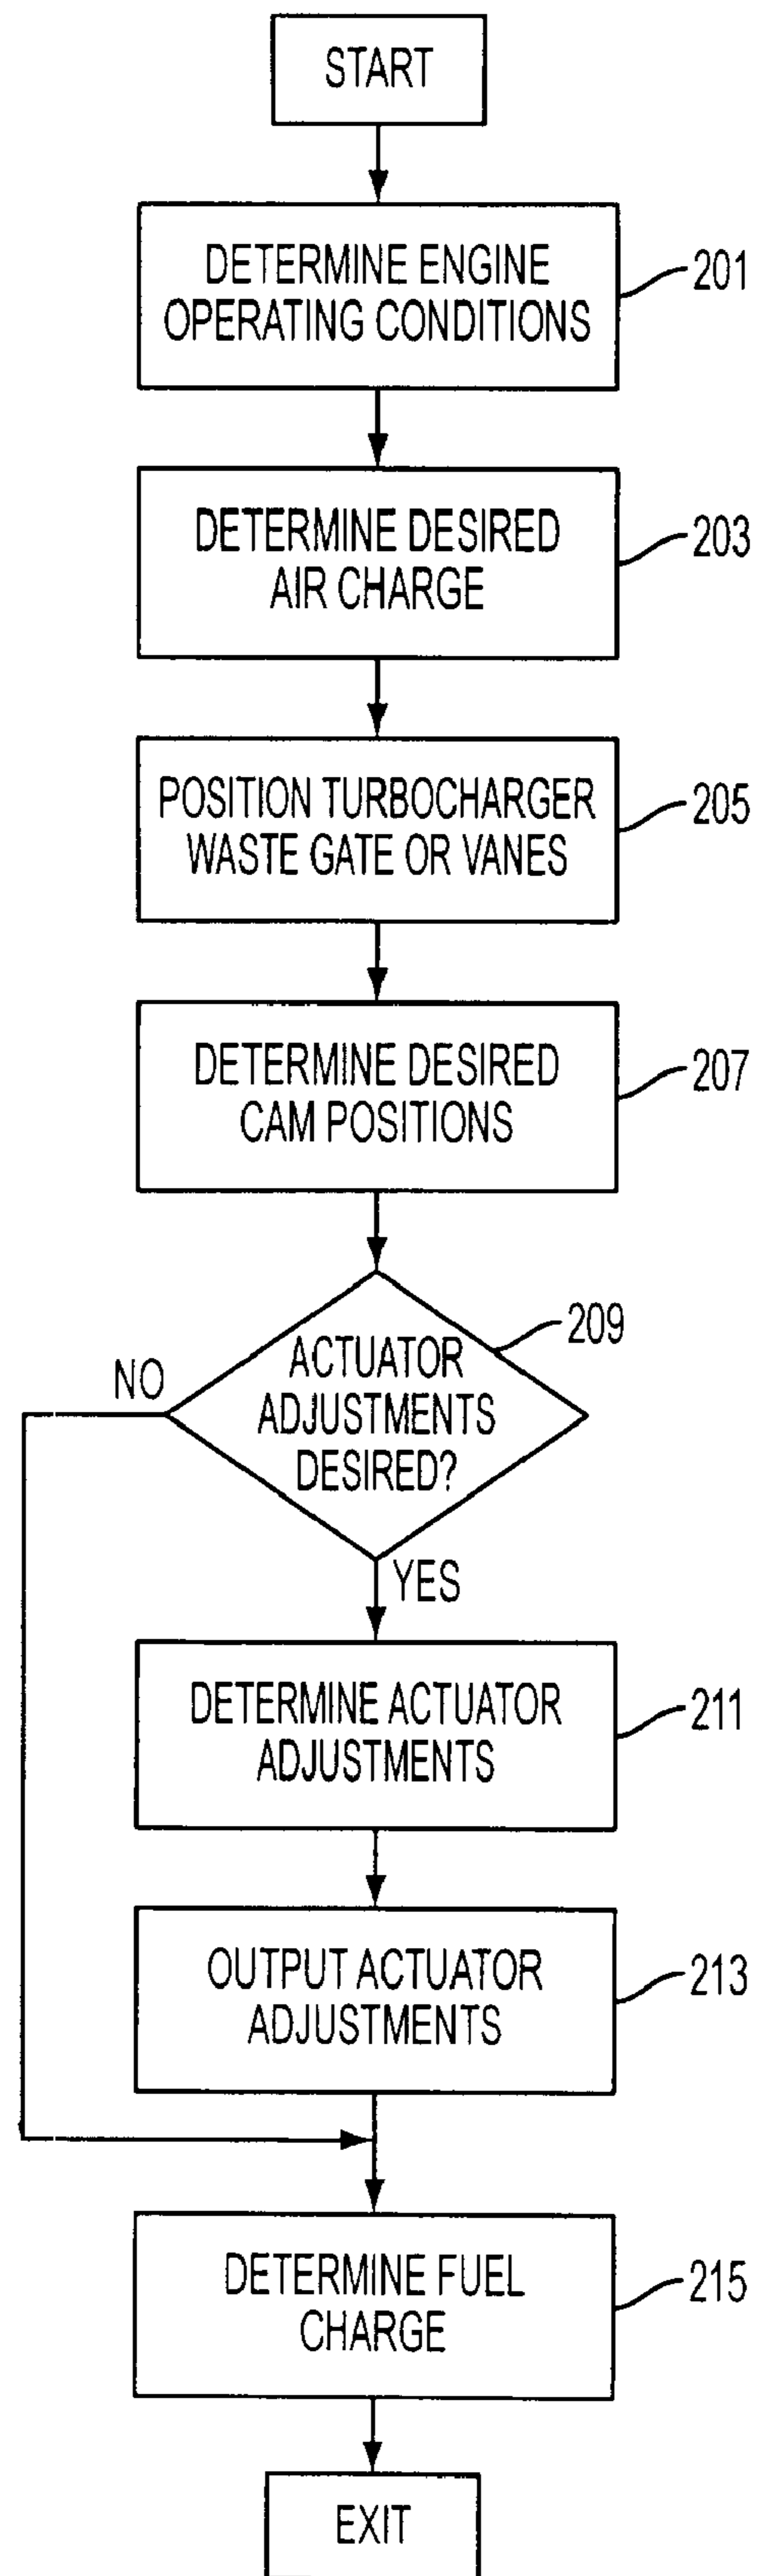 START
DETERMINE ENGINE
OPERATING CONDITIONS
201
DETERMINE DESIRED
AIR CHARGE
203
POSITION TURBOCHARGER
WASTE GATE OR VANES
205
DETERMINE DESIRED
CAM POSITIONS
207
209
ACTUATOR
ADJUSTMENTS
DESIRED?
NO
YES
DETERMINE ACTUATOR
ADJUSTMENTS
211
OUTPUT ACTUATOR
ADJUSTMENTS
213
DETERMINE FUEL
CHARGE
215
EXIT